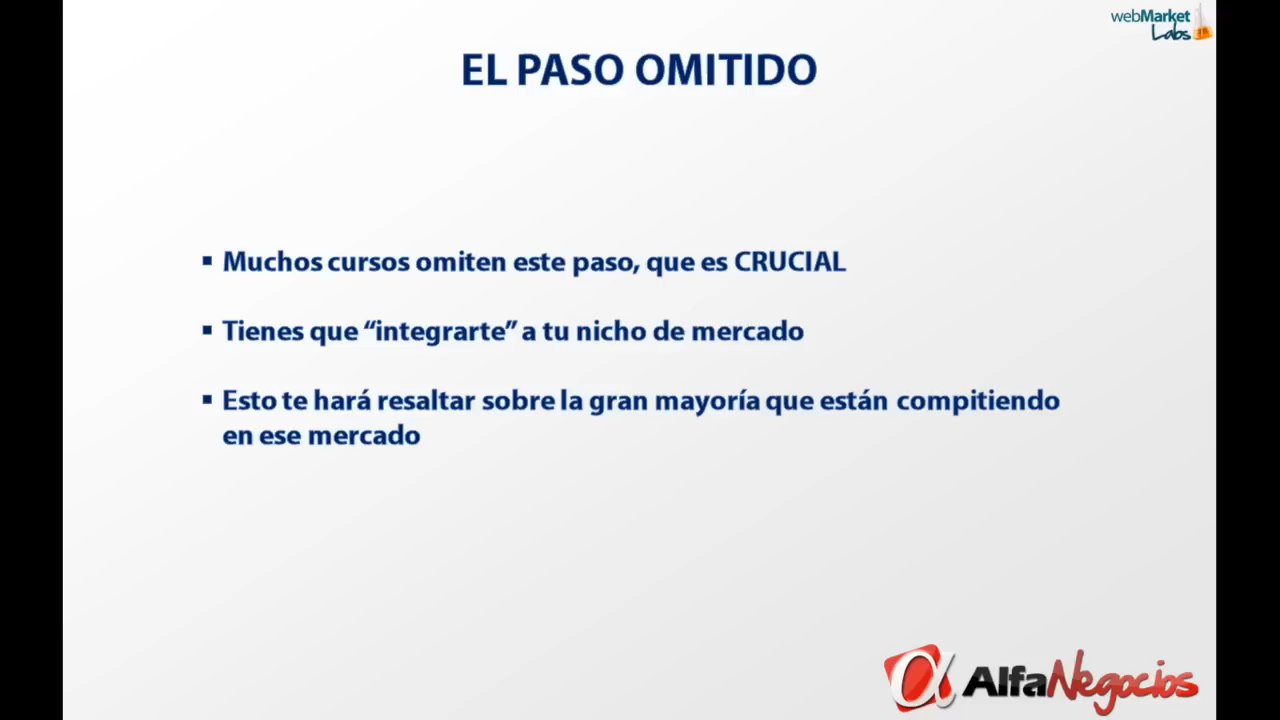 webMarket
Labs
EL PASO OMITIDO
▪ Muchos cursos omiten este paso, que es CRUCIAL
▪ Tienes que “integrarte” a tu nicho de mercado
▪ Esto te hará resaltar sobre la gran mayoría que están compitiendo
en ese mercado
α AlfaNegocios